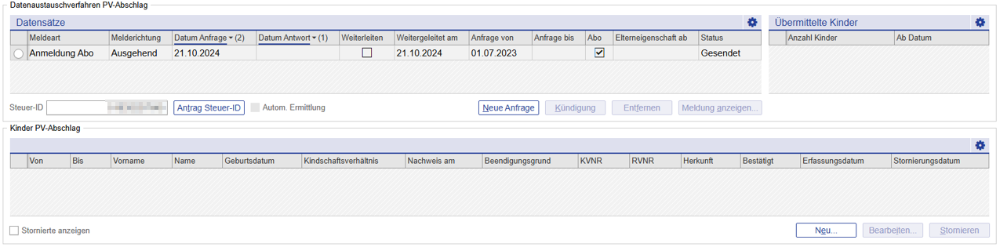 Datenaustauschverfahren PV-Abschlag
Datensätze
Meldeart Melderichtung Datum Anfrage (2) Datum Antwort (1) Weiterleiten Weitergeleitet am Anfrage von Anfrage bis Abo Elterneigenschaft ab Status
Anmeldung Abo Ausgehend 21.10.2024 21.10.2024 01.07.2023 Gesendet
Übermittelte Kinder
Anzahl Kinder Ab Datum
Steuer-ID Antrag Steuer-ID Autom. Ermittlung Neue Anfrage Kündigung Entfernen Meldung anzeigen...
Kinder PV-Abschlag
Von Bis Vorname Name Geburtsdatum Kindschaftsverhältnis Nachweis am Beendigungsgrund KVNR RVNR Herkunft Bestätigt Erfassungsdatum Stornierungsdatum
Stornierte anzeigen Neu... Bearbeiten... Stornieren